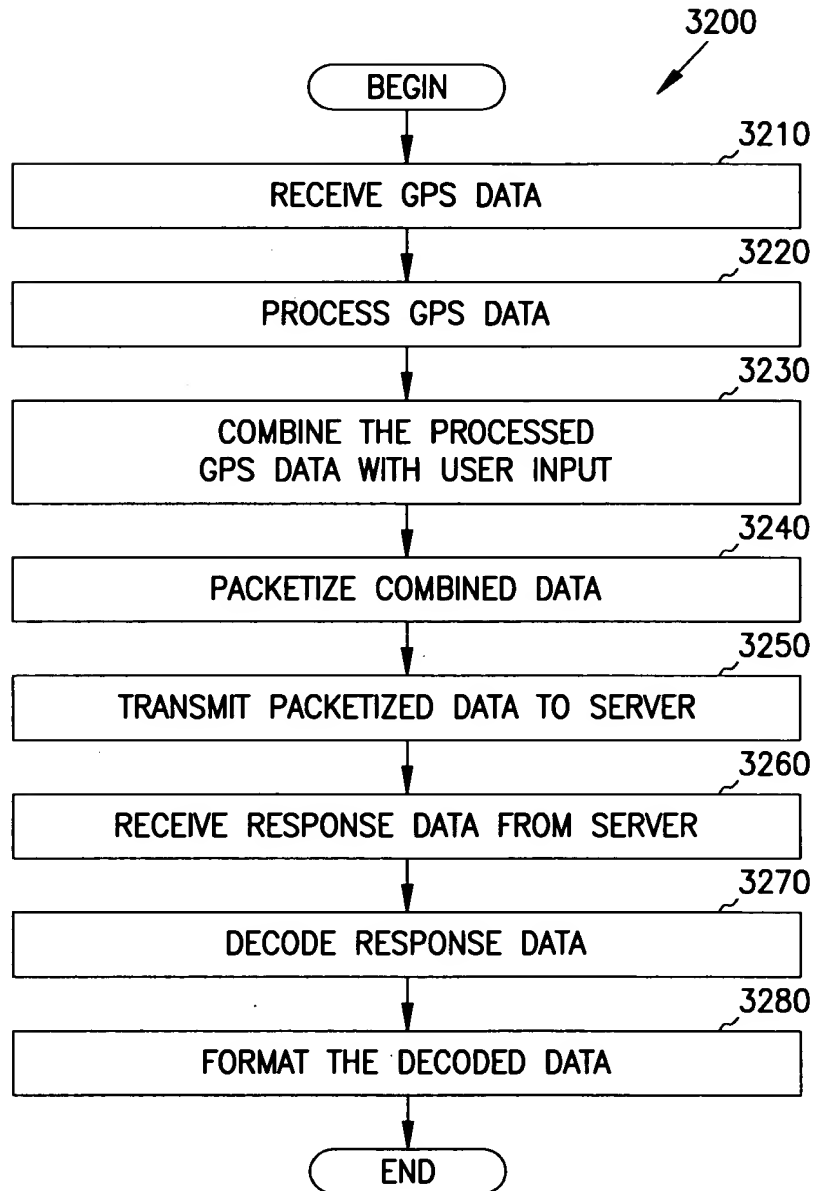 3200
BEGIN
3210
RECEIVE GPS DATA
3220
PROCESS GPS DATA
3230
COMBINE THE PROCESSED
GPS DATA WITH USER INPUT
3240
PACKETIZE COMBINED DATA
3250
TRANSMIT PACKETIZED DATA TO SERVER
3260
RECEIVE RESPONSE DATA FROM SERVER
3270
DECODE RESPONSE DATA
3280
FORMAT THE DECODED DATA
END